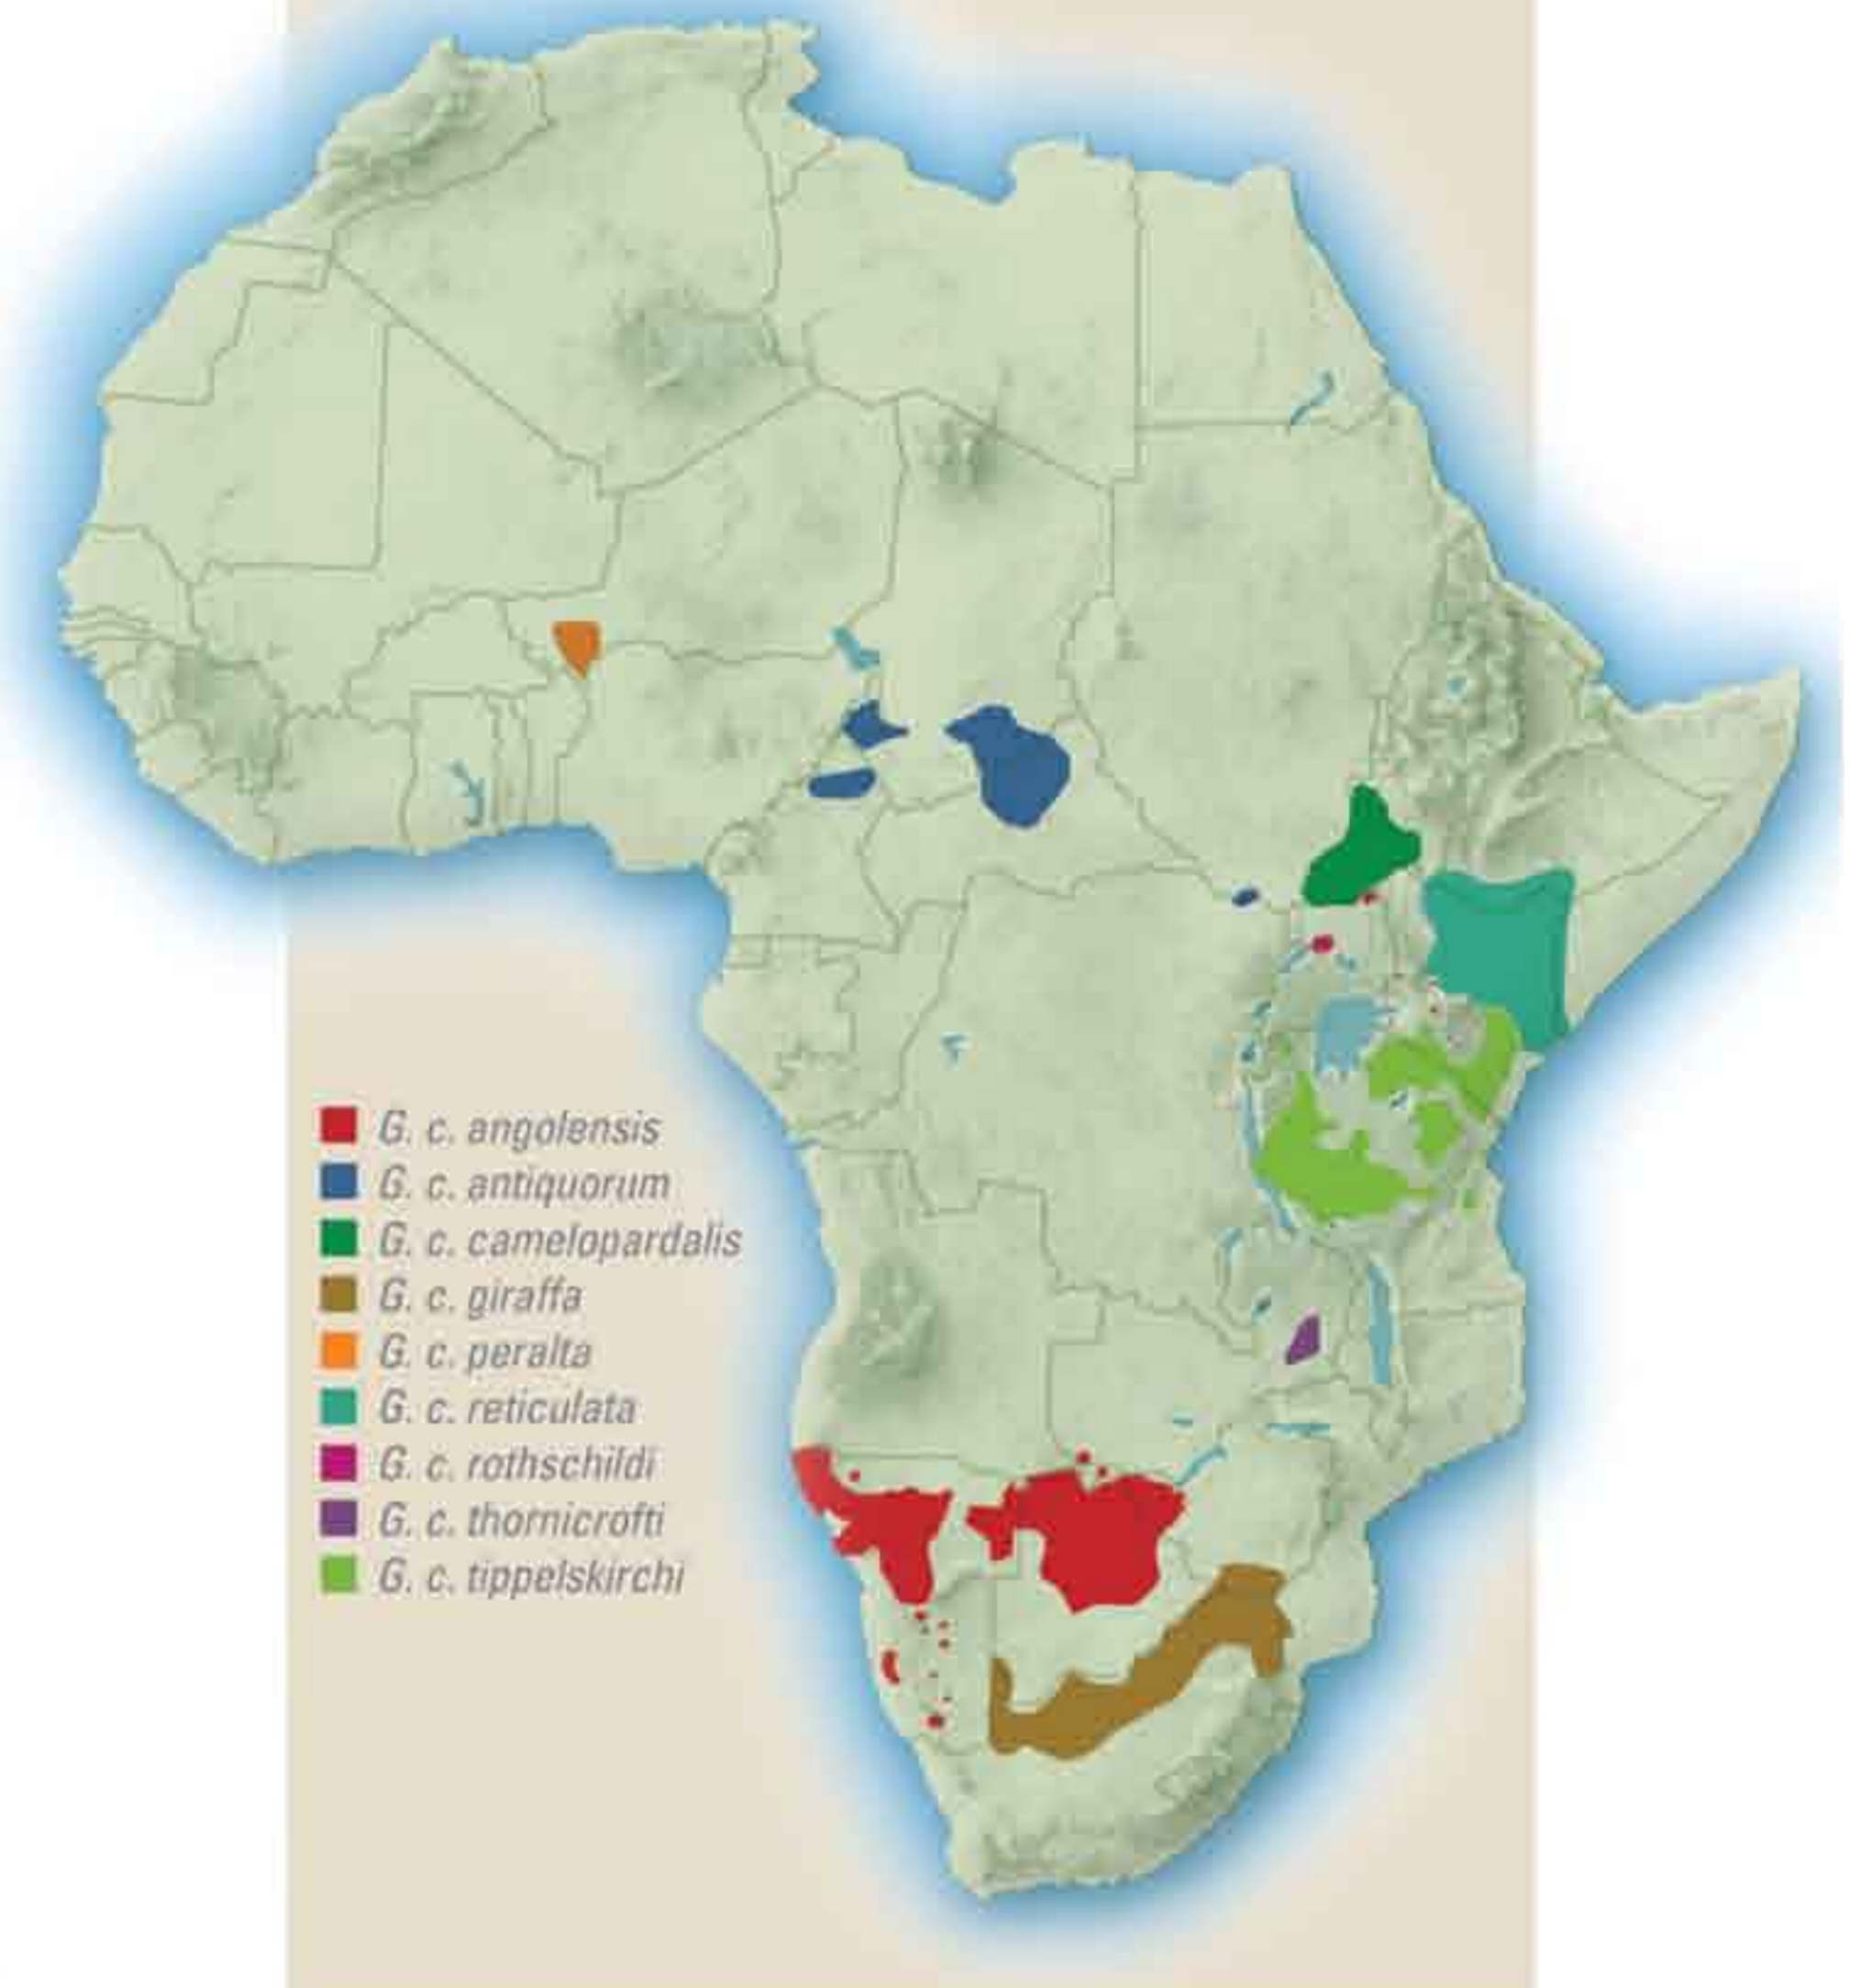 G. c. angolensis
G. c. antiquorum
G. c. camelopardalis
G. c. giraffa
G. c. peralta
G. c. reticulata
G. c. rothschildi
G. c. thornicrofti
G. c. tippelskirchi